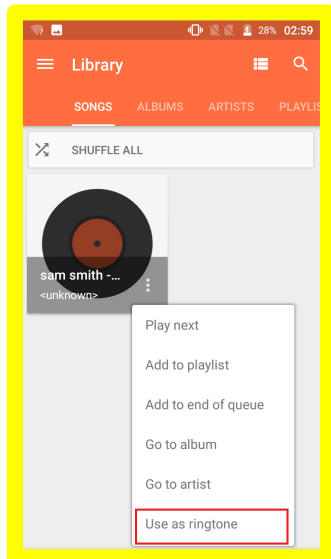 28% 02:59
Library
SONGS ALBUMS ARTISTS PLAYLIS
SHUFFLE ALL
sam smith -...
<unknown>
Play next
Add to playlist
Add to end of queue
Go to album
Go to artist
Use as ringtone